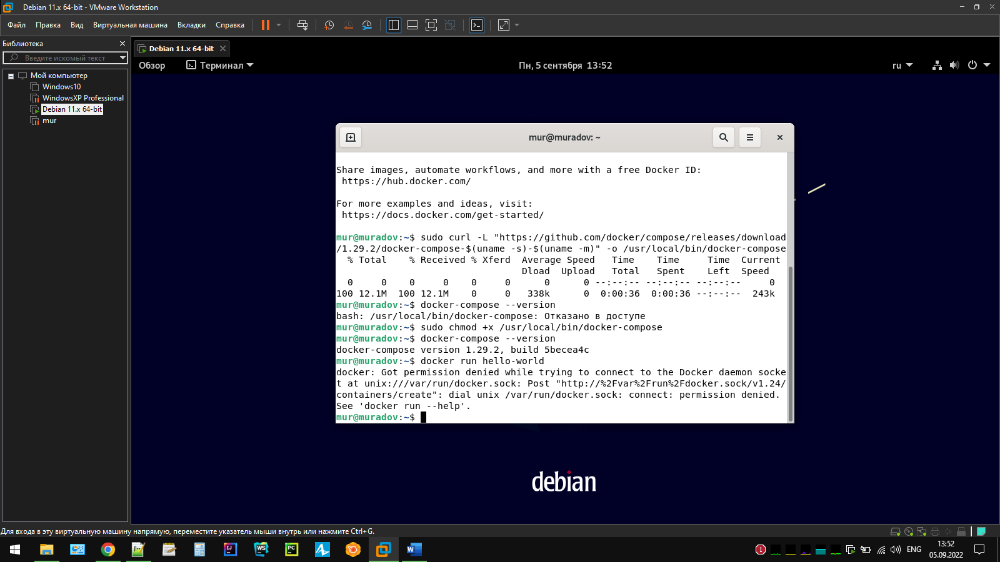 Debian 11.x 64-bit - VMware Workstation
Файл Правка Вид Виртуальная машина Вкладки Справка
Библиотека
Введите искомый текст
Мой компьютер
Windows10
WindowsXP Professional
Debian 11.x 64-bit
mur
Debian 11.x 64-bit
Обзор Терминал Пн, 5 сентября 13:52 ru
mur@muradov: ~
Share images, automate workflows, and more with a free Docker ID:
https://hub.docker.com/
For more examples and ideas, visit:
https://docs.docker.com/get-started/
mur@muradov:~$ sudo curl -L "https://github.com/docker/compose/releases/download
/1.29.2/docker-compose-$(uname -s)-$(uname -m)" -o /usr/local/bin/docker-compose
% Total % Received % Xferd Average Speed Time Time Time Current
Dload Upload Total Spent Left Speed
0 0 0 0 0 0 0 0 --:--:-- --:--:-- --:--:-- 0
100 12.1M 100 12.1M 0 0 338k 0 0:00:36 0:00:36 --:--:-- 243k
mur@muradov:~$ docker-compose --version
bash: /usr/local/bin/docker-compose: Отказано в доступе
mur@muradov:~$ sudo chmod +x /usr/local/bin/docker-compose
mur@muradov:~$ docker-compose --version
docker-compose version 1.29.2, build 5becea4c
mur@muradov:~$ docker run hello-world
docker: Got permission denied while trying to connect to the Docker daemon socke
t at unix:///var/run/docker.sock: Post "http://%2Fvar%2Frun%2Fdocker.sock/v1.24/
containers/create": dial unix /var/run/docker.sock: connect: permission denied.
See 'docker run --help'.
mur@muradov:~$
debian
Для входа в эту виртуальную машину напрямую, переместите указатель мыши внутрь или нажмите Ctrl+G.
IJ WS PC W 1 ENG 13:52
05.09.2022